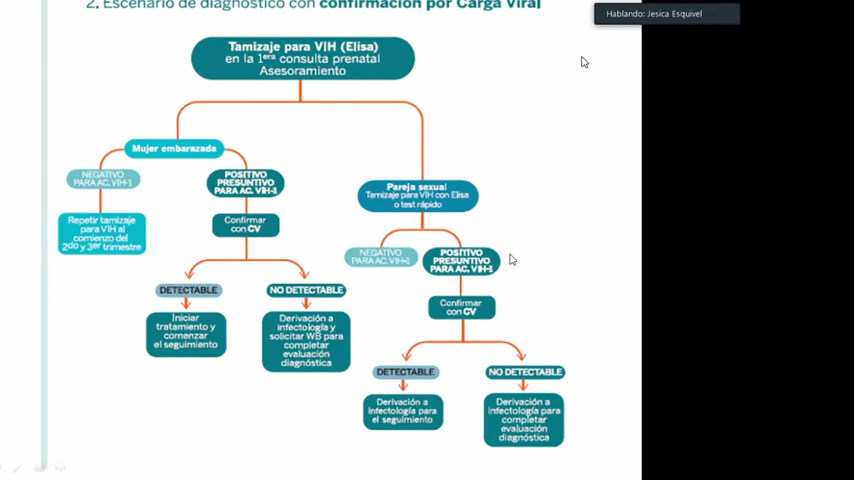 2. Escenario de diagnóstico con confirmación por Carga Viral
Hablando: Jesica Esquivel
Tamizaje para VIH (Elisa)
en la 1era consulta prenatal
Asesoramiento
Mujer embarazada
NEGATIVO
PARA AC. VIH-1
POSITIVO
PRESUNTIVO
PARA AC. VIH-1
Repetir tamizaje
para VIH al
comienzo del
2do y 3er trimestre
Confirmar
con CV
DETECTABLE
NO DETECTABLE
Iniciar
tratamiento y
comenzar
el seguimiento
Derivación a
infectología y
solicitar WB para
completar
evaluación
diagnóstica
Pareja sexual
Tamizaje para VIH con Elisa
o test rápido
NEGATIVO
PARA AC. VIH-1
POSITIVO
PRESUNTIVO
PARA AC. VIH-1
Confirmar
con CV
DETECTABLE
NO DETECTABLE
Derivación a
infectología para
el seguimiento
Derivación a
infectología para
completar
evaluación
diagnóstica